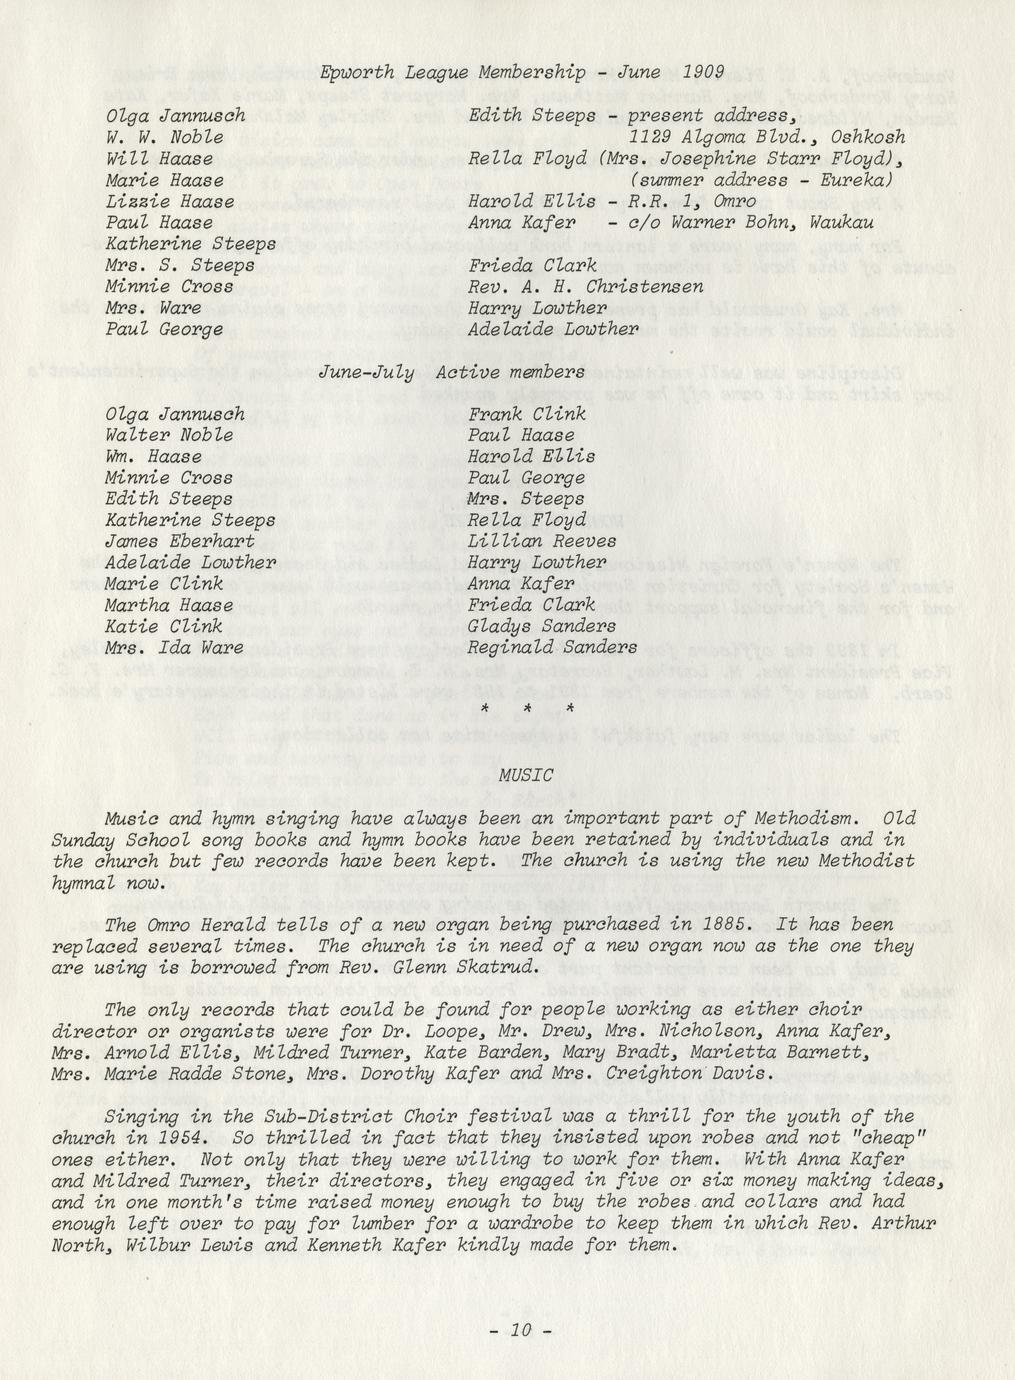 Epworth League Membership - June 1909
Olga Jannusch
W. W. Noble
Will Haase
Marie Haase
Lizzie Haase
Paul Haase
Katherine Steeps
Mrs. S. Steeps
Minnie Cross
Mrs. Ware
Paul George
Edith Steeps - present address,
1129 Algoma Blvd., Oshkosh
Rella Floyd (Mrs. Josephine Starr Floyd),
(summer address - Eureka)
Harold Ellis - R.R. 1, Omro
Anna Kafer - c/o Warner Bohn, Waukau
Frieda Clark
Rev. A. H. Christensen
Harry Lowther
Adelaide Lowther
June-July Active members
Olga Jannusch
Walter Noble
Wm. Haase
Minnie Cross
Edith Steeps
Katherine Steeps
James Eberhart
Adelaide Lowther
Marie Clink
Martha Haase
Katie Clink
Mrs. Ida Ware
Frank Clink
Paul Haase
Harold Ellis
Paul George
Mrs. Steeps
Rella Floyd
Lillian Reeves
Harry Lowther
Anna Kafer
Frieda Clark
Gladys Sanders
Reginald Sanders
* * *
MUSIC
Music and hymn singing have always been an important part of Methodism. Old
Sunday School song books and hymn books have been retained by individuals and in
the church but few records have been kept. The church is using the new Methodist
hymnal now.
The Omro Herald tells of a new organ being purchased in 1885. It has been
replaced several times. The church is in need of a new organ now as the one they
are using is borrowed from Rev. Glenn Skatrud.
The only records that could be found for people working as either choir
director or organists were for Dr. Loope, Mr. Drew, Mrs. Nicholson, Anna Kafer,
Mrs. Arnold Ellis, Mildred Turner, Kate Barden, Mary Bradt, Marietta Barnett,
Mrs. Marie Radde Stone, Mrs. Dorothy Kafer and Mrs. Creighton Davis.
Singing in the Sub-District Choir festival was a thrill for the youth of the
church in 1954. So thrilled in fact that they insisted upon robes and not "cheap"
ones either. Not only that they were willing to work for them. With Anna Kafer
and Mildred Turner, their directors, they engaged in five or six money making ideas,
and in one month's time raised money enough to buy the robes and collars and had
enough left over to pay for lumber for a wardrobe to keep them in which Rev. Arthur
North, Wilbur Lewis and Kenneth Kafer kindly made for them.
- 10 -